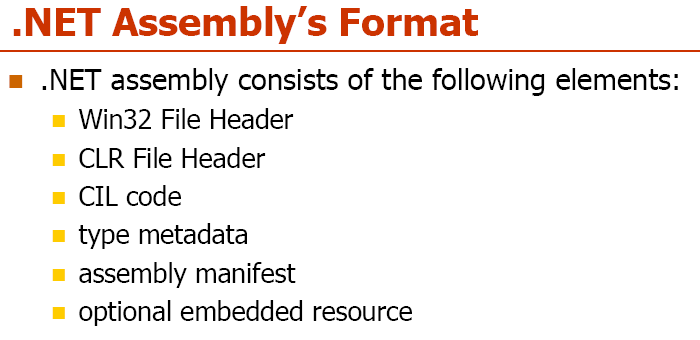 .NET Assembly’s Format
.NET assembly consists of the following elements:
Win32 File Header
CLR File Header
CIL code
type metadata
assembly manifest
optional embedded resource